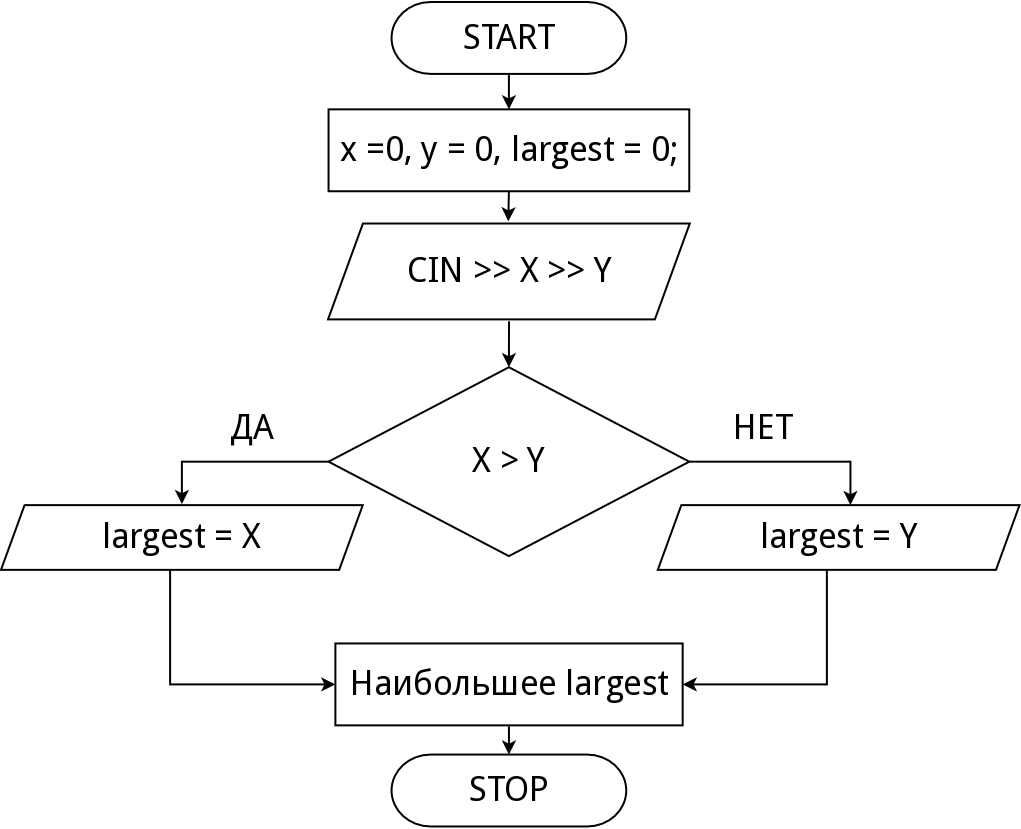 START
x =0, y = 0, largest = 0;
CIN >> X >> Y
X > Y
ДА
НЕТ
largest = X
largest = Y
Наибольшее largest
STOP